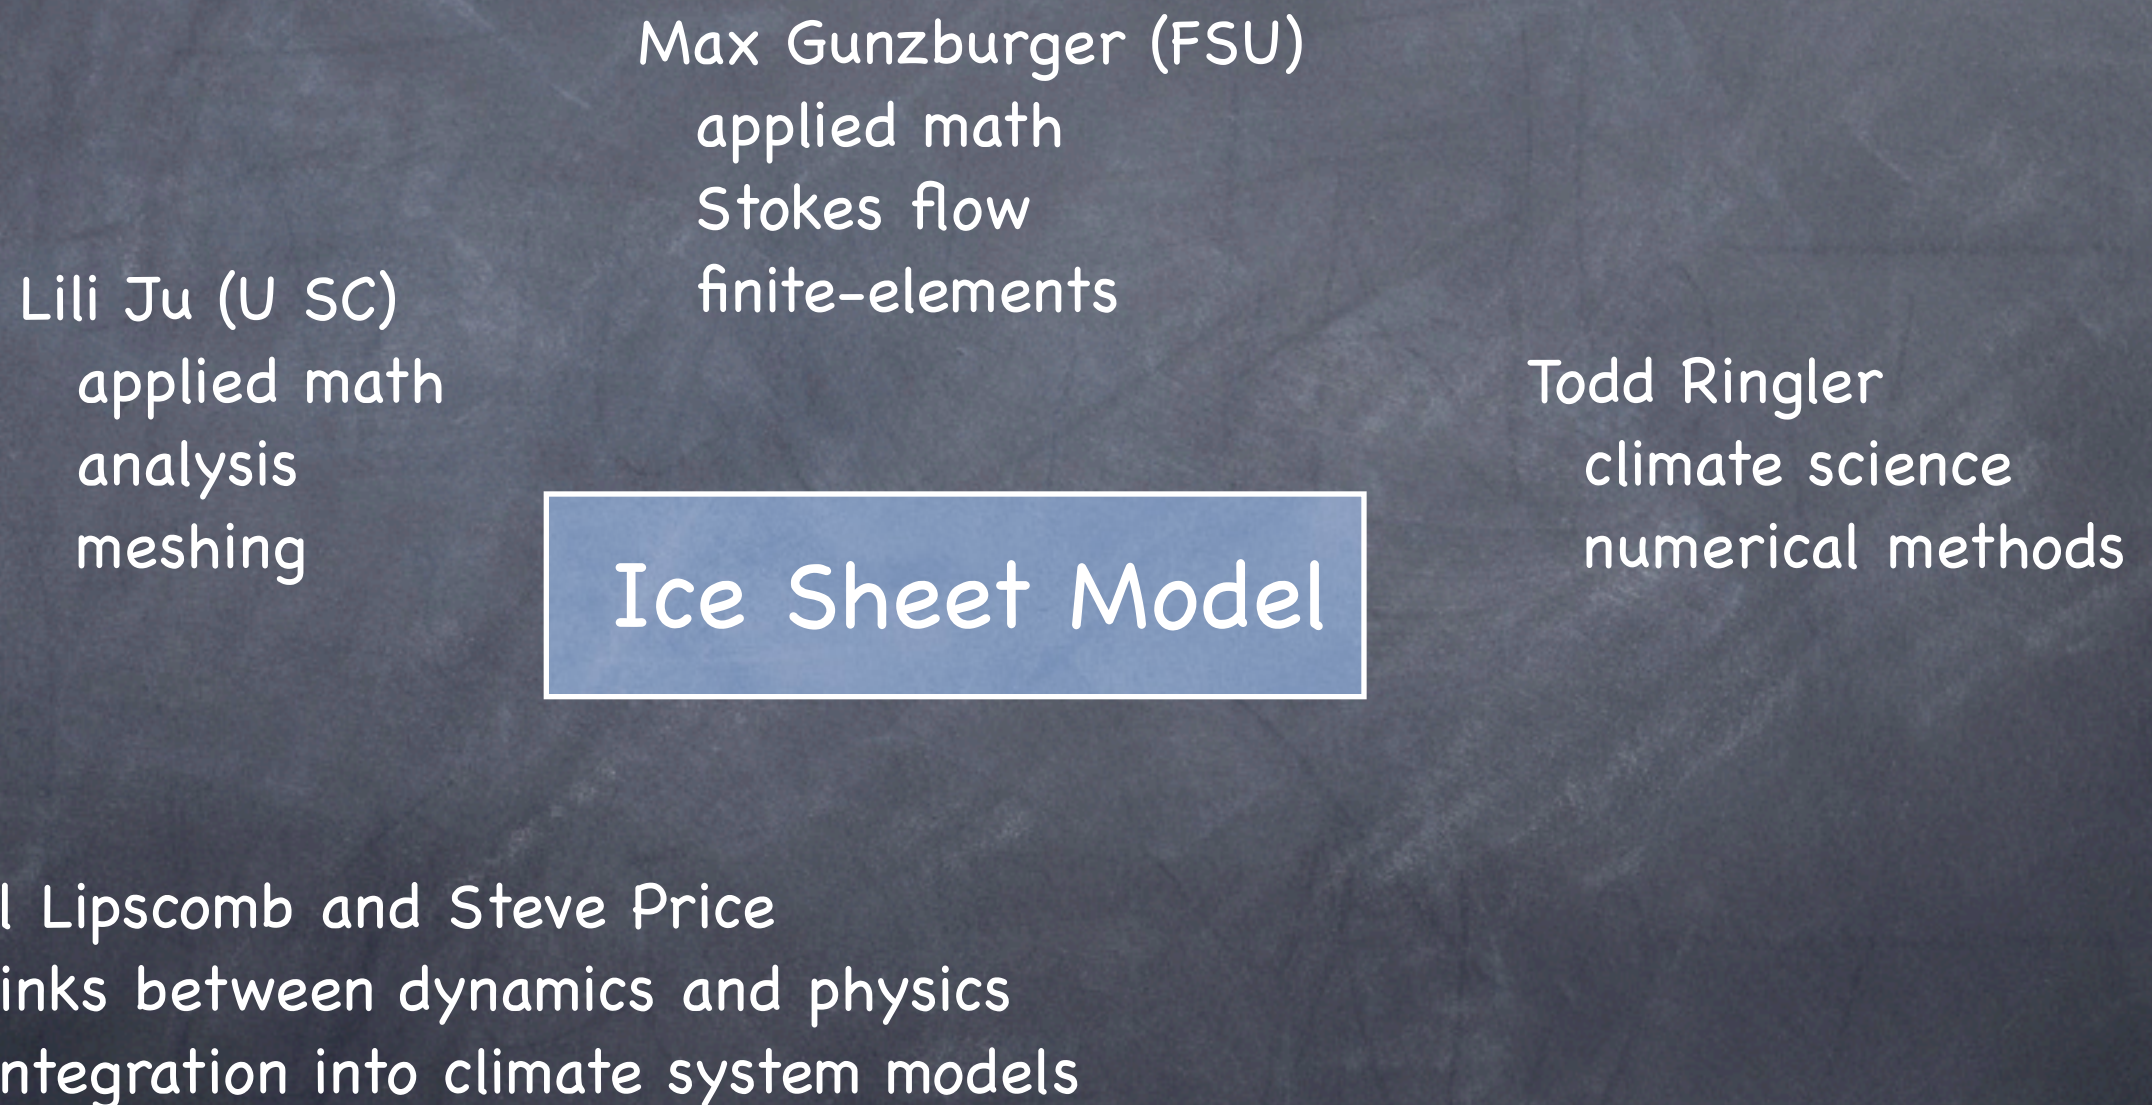 Max Gunzburger (FSU)
applied math
Stokes flow
finite-elements
Lili Ju (U SC)
applied math
analysis
meshing
Todd Ringler
climate science
numerical methods
Ice Sheet Model
l Lipscomb and Steve Price
inks between dynamics and physics
ntegration into climate system models